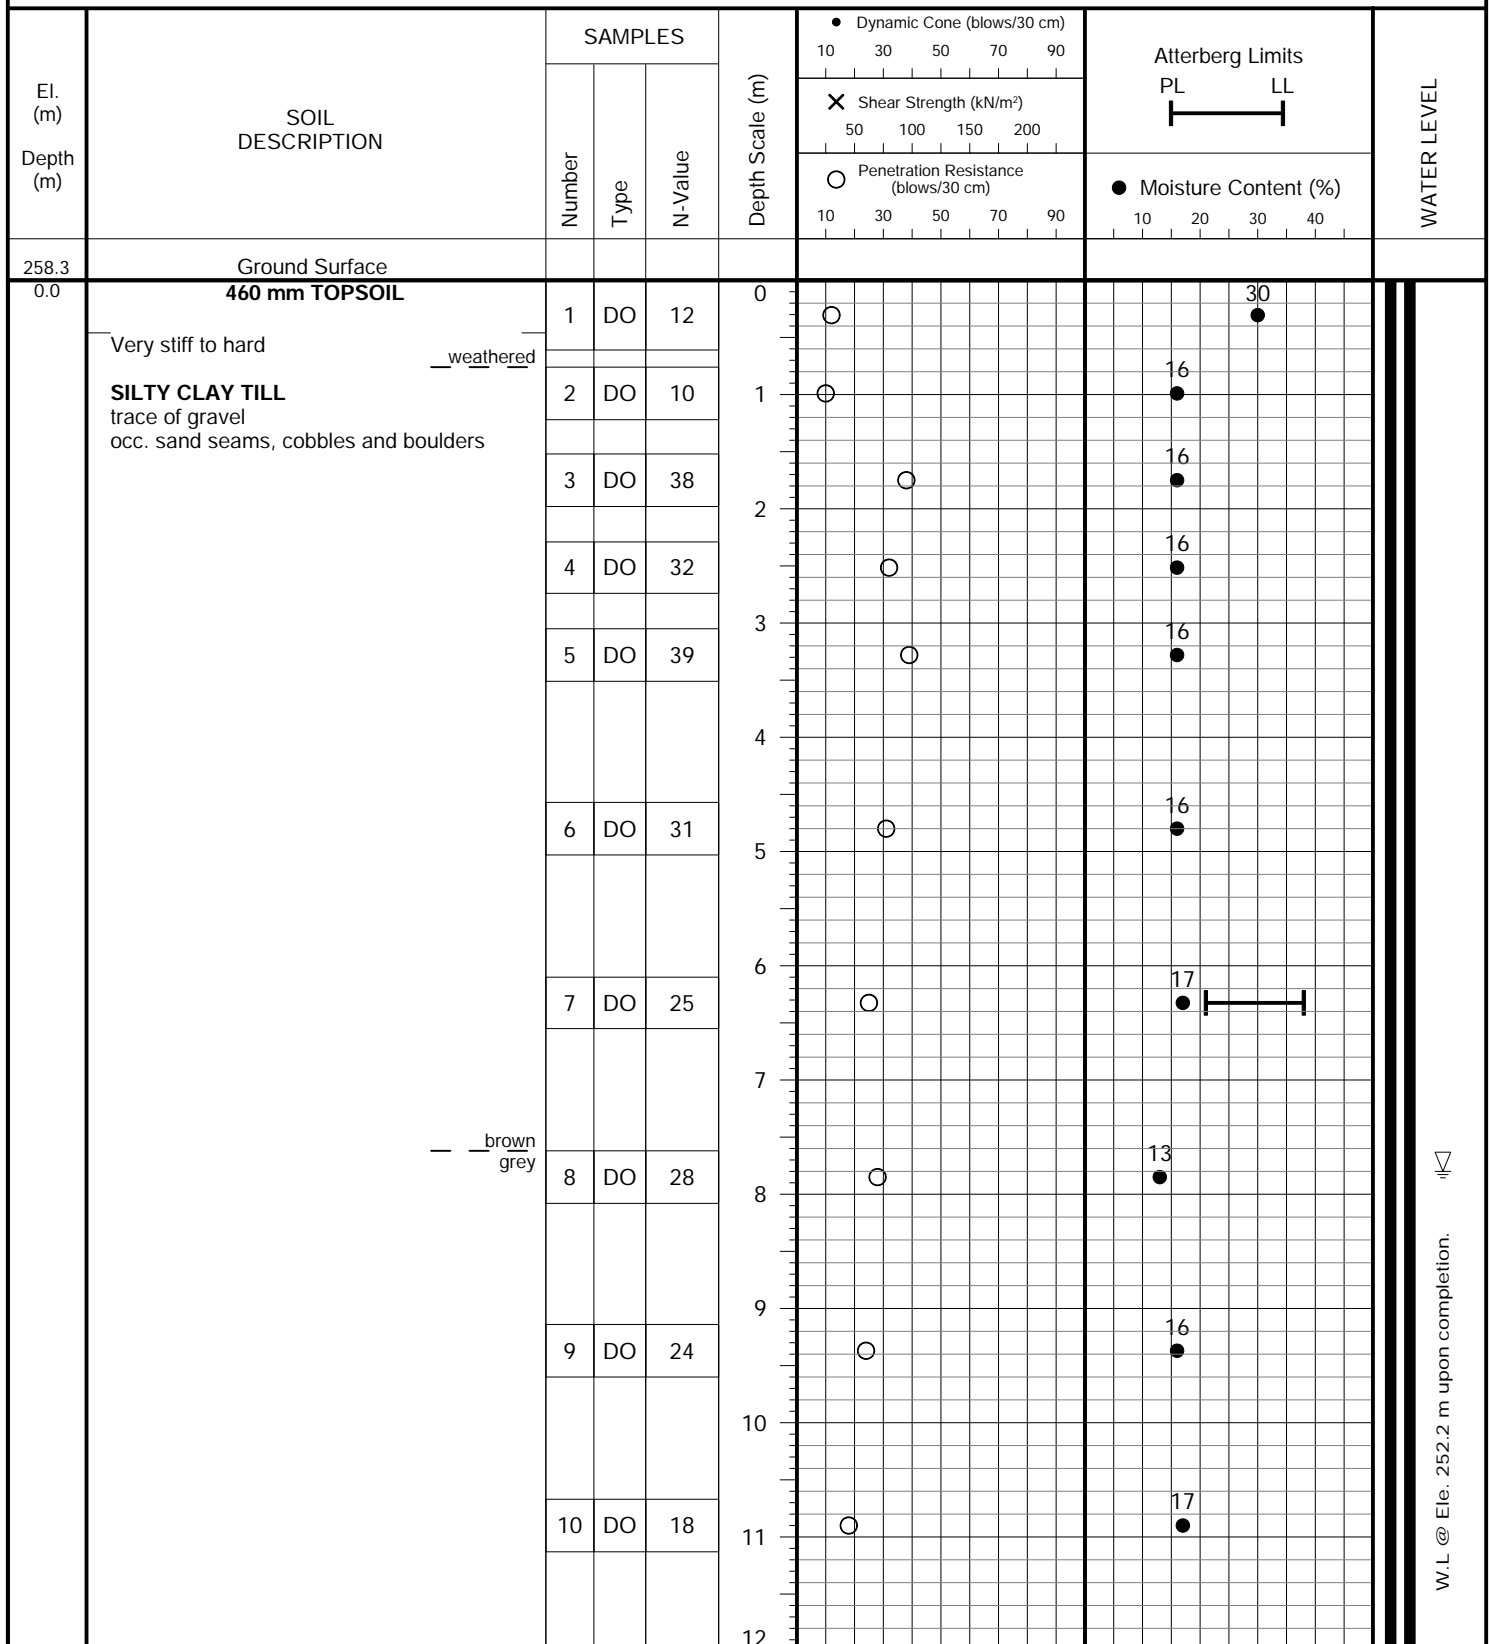 El.
(m)
Depth
(m)
SOIL
DESCRIPTION
SAMPLES
Number
Type
N-Value
Depth Scale (m)
Dynamic Cone (blows/30 cm)
10 30 50 70 90
Shear Strength (kN/m²)
50 100 150 200
Penetration Resistance
(blows/30 cm)
10 30 50 70 90
Atterberg Limits
PL LL
Moisture Content (%)
10 20 30 40
WATER LEVEL
258.3 Ground Surface
0.0 460 mm TOPSOIL 0 30
1 DO 12
Very stiff to hard
weathered
16
SILTY CLAY TILL 2 DO 10 1
trace of gravel
occ. sand seams, cobbles and boulders
16
3 DO 38
2
16
4 DO 32
3
16
5 DO 39
4
16
6 DO 31
5
6
17
7 DO 25
7
brown
13
grey
8 DO 28
8
9
16
9 DO 24
10
17
10 DO 18
11
12
W.L @ Ele. 252.2 m upon completion.